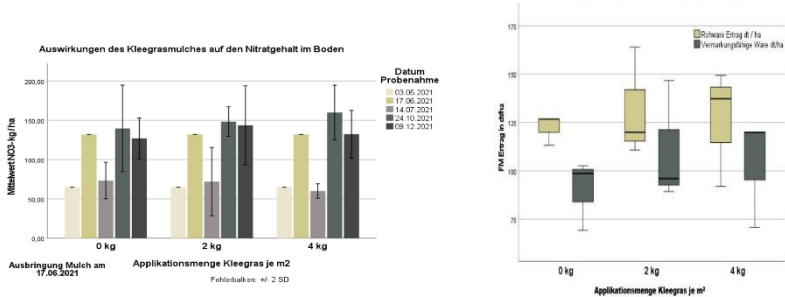 Auswirkungen des Kleegrasmulches auf den Nitratgehalt im Boden
Mittelwert NO3- kg/ha
200,00
150,00
100,00
50,00
0,00
0 kg
2 kg
4 kg
Applikationsmenge Kleegras je m2
Ausbringung Mulch am
17.06.2021
Fehlerbalken: +/- 2 SD
Datum
Probenahme
03.05.2021
17.06.2021
14.07.2021
24.10.2021
09.12.2021
FM Ertrag in dt/ha
175
150
125
100
75
0 kg
2 kg
4 kg
Applikationsmenge Kleegras je m²
Rohware Ertrag dt / ha
Vermarkungsfähige Ware dt/ha